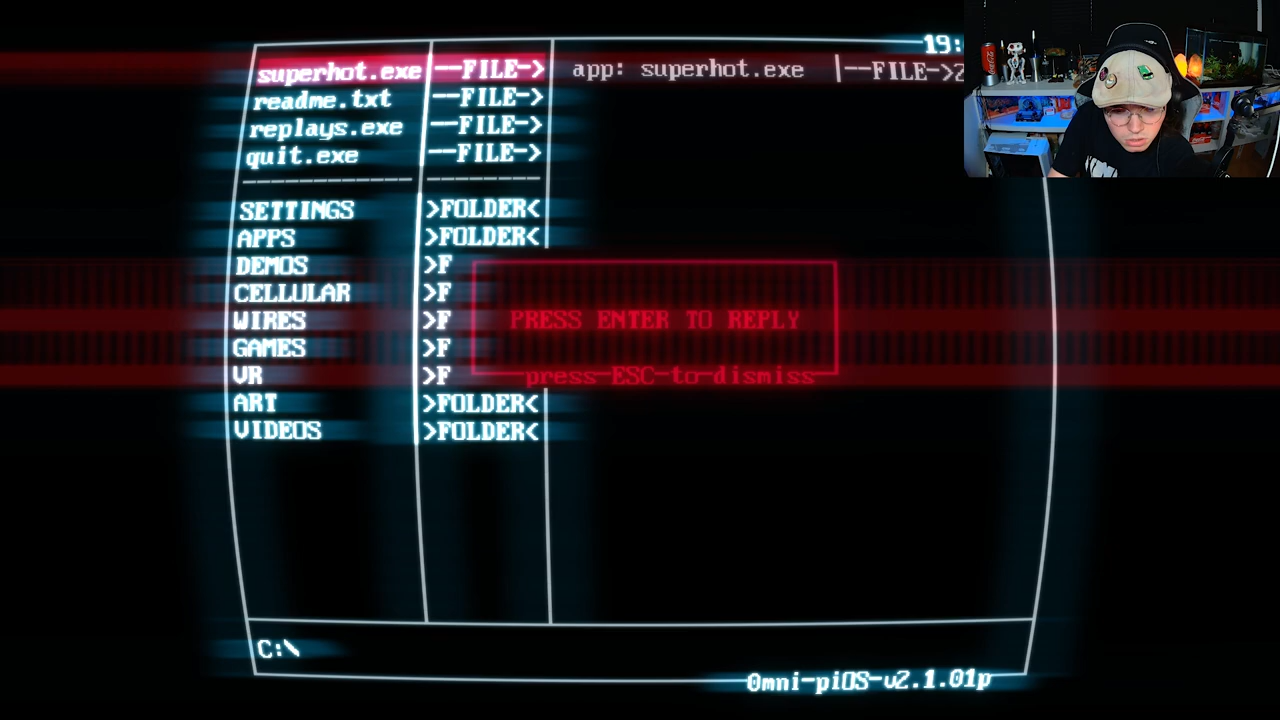 19:
superhot.exe --FILE-> app: superhot.exe |--FILE->2
readme.txt --FILE->
replays.exe --FILE->
quit.exe --FILE->
SETTINGS >FOLDER<
APPS >FOLDER<
DEMOS >F
CELLULAR >F
WIRES >F PRESS ENTER TO REPLY
GAMES >F
VR >F press ESC to dismiss
ART >FOLDER<
VIDEOS >FOLDER<
C:\
0mni-piOS-v2.1.01p